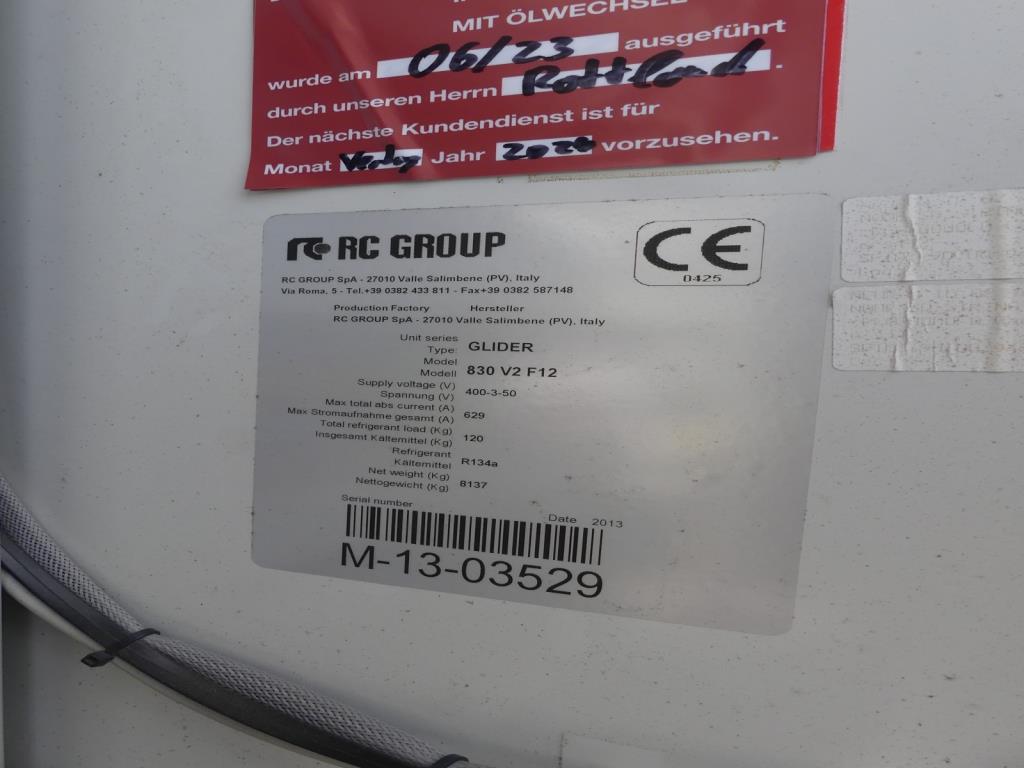 MIT ÖLWECHSEL
wurde am 06/23 ausgeführt
durch unseren Herrn
Der nächste Kundendienst ist für
Monat Jahr vorzusehen.
rc RC GROUP
CE
0425
RC GROUP SpA - 27010 Valle Salimbene (PV), Italy
Via Roma, 5 - Tel.+39 0382 433 811 - Fax+39 0382 587148
Production Factory Hersteller
RC GROUP SpA - 27010 Valle Salimbene (PV), Italy
Unit series
Type: GLIDER
Model
Modell 830 V2 F12
Supply voltage (V)
Spannung (V) 400-3-50
Max total abs current (A)
Max Stromaufnahme gesamt (A) 629
Total refrigerant load (Kg)
Insgesamt Kältemittel (Kg) 120
Refrigerant
Kältemittel R134a
Net weight (Kg)
Nettogewicht (Kg) 8137
Serial number Date 2013
M-13-03529